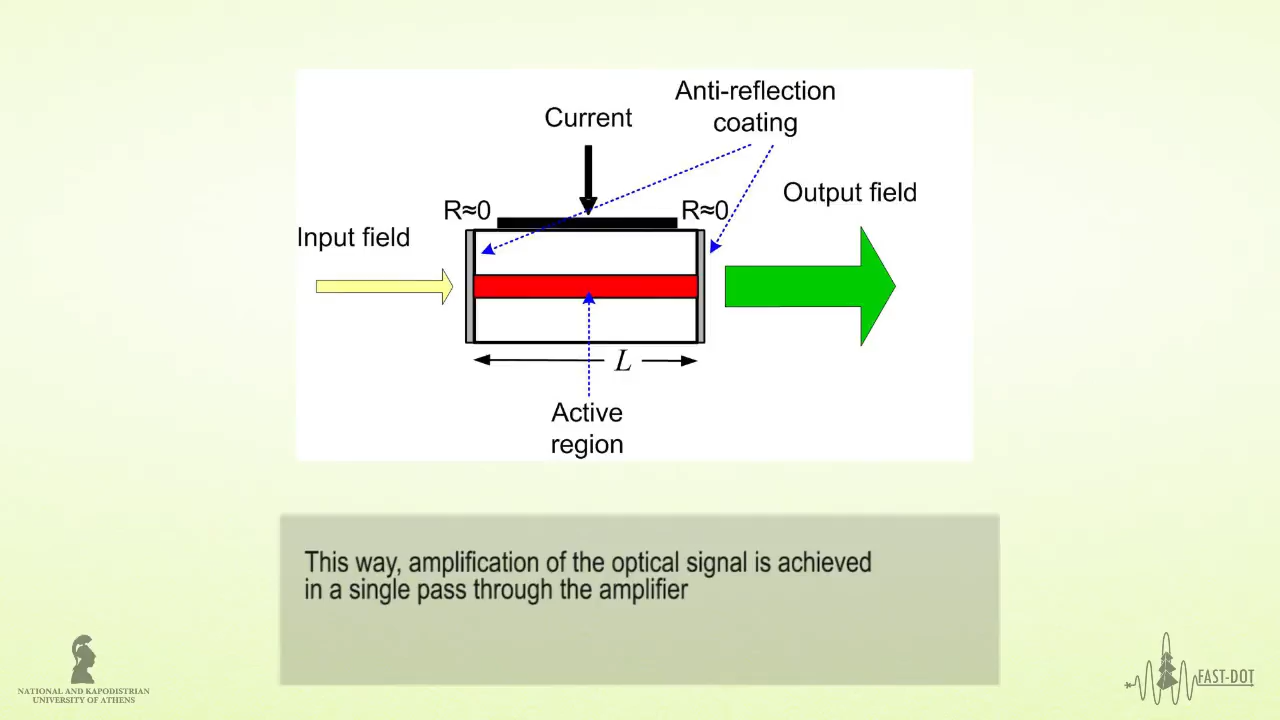 Anti-reflection
coating
Current
Output field
R≈0
R≈0
Input field
L
Active
region
This way, amplification of the optical signal is achieved
in a single pass through the amplifier
NATIONAL AND KAPODISTRIAN
UNIVERSITY OF ATHENS
FAST-DOT